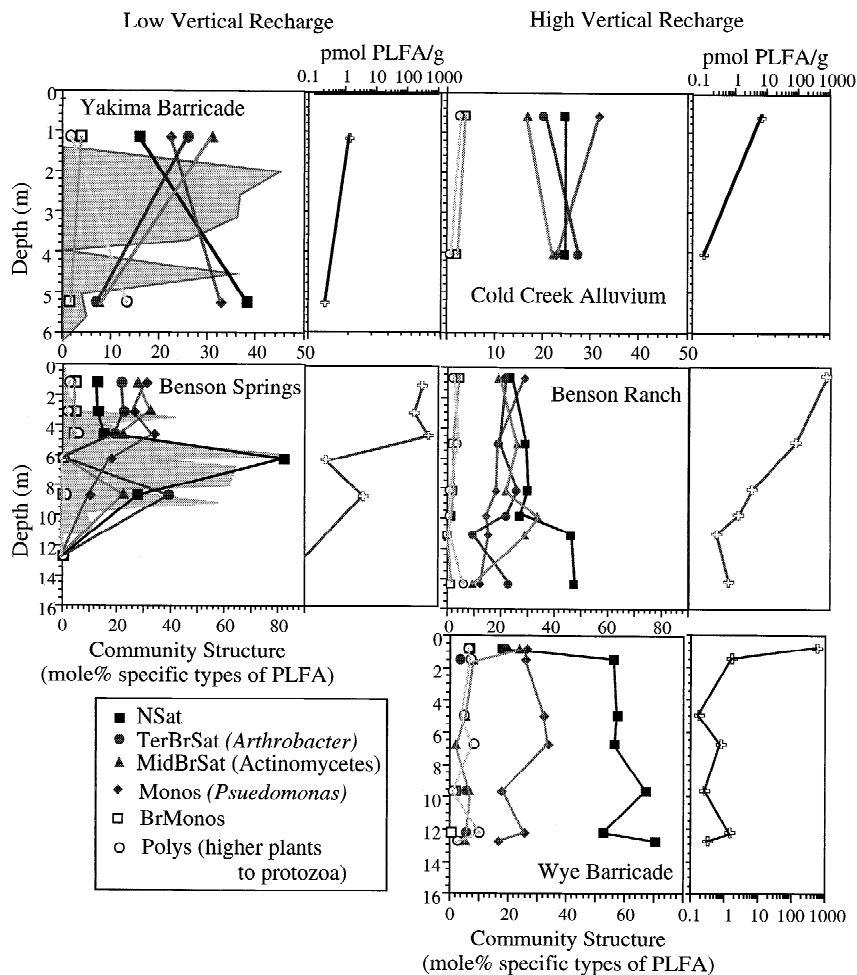 Low Vertical Recharge
High Vertical Recharge
pmol PLFA/g
0.1 1 10 100 1000
pmol PLFA/g
0.1 1 10 100 1000
Yakima Barricade
Depth (m)
0
1
2
3
4
5
6
0 10 20 30 40 50
Cold Creek Alluvium
0 10 20 30 40 50
Benson Springs
Depth (m)
0
2
4
6
8
10
12
14
16
0 20 40 60 80
Community Structure
(mole% specific types of PLFA)
Benson Ranch
0 20 40 60 80
NSat
TerBrSat (Arthrobacter)
MidBrSat (Actinomycetes)
Monos (Psuedomonas)
BrMonos
Polys (higher plants
to protozoa)
0
2
4
6
8
10
12
14
16
Wye Barricade
0 20 40 60
0.1 1 10 100 1000
Community Structure
(mole% specific types of PLFA)